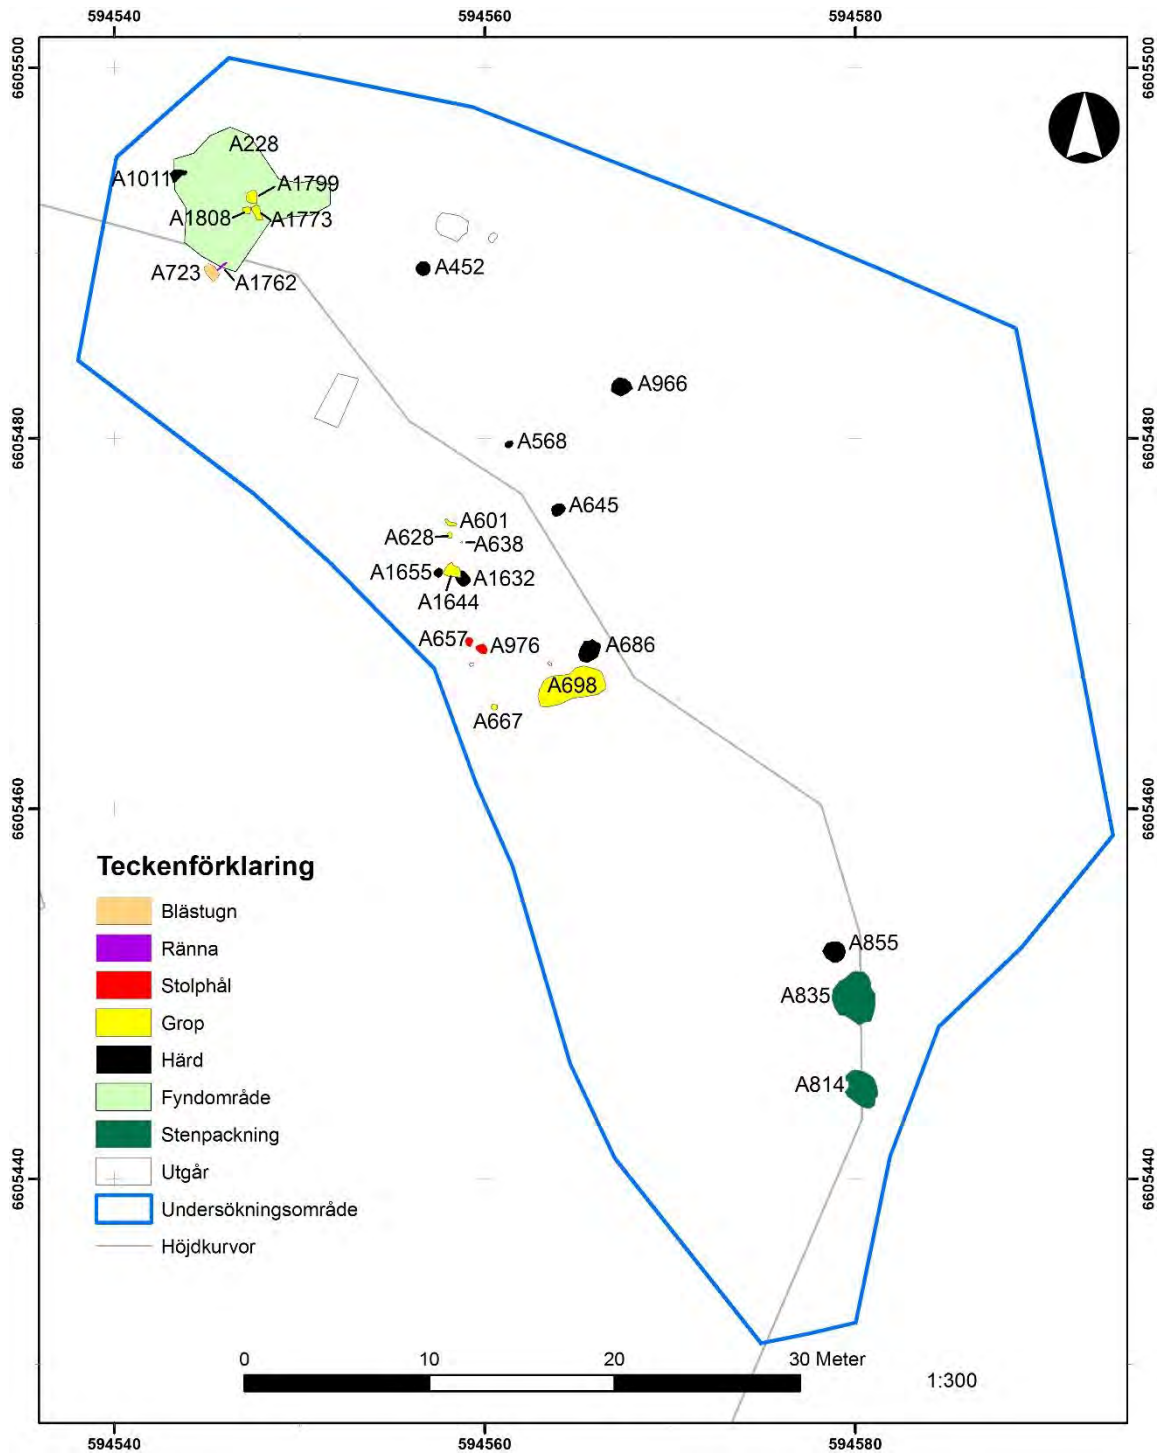 594540
594560
594580
6605500
6605500
A228
A1011
A1799
A1808
A1773
A723
A1762
A452
A966
6605480
6605480
A568
A645
A601
A628
A638
A1655
A1632
A1644
A657
A976
A686
A698
A667
6605460
6605460
Teckenförklaring
Blästugn
Ränna
Stolphål
Grop
Härd
Fyndområde
Stenpackning
Utgår
Undersökningsområde
Höjdkurvor
A855
A835
A814
6605440
6605440
0 10 20 30 Meter
1:300
594540
594560
594580